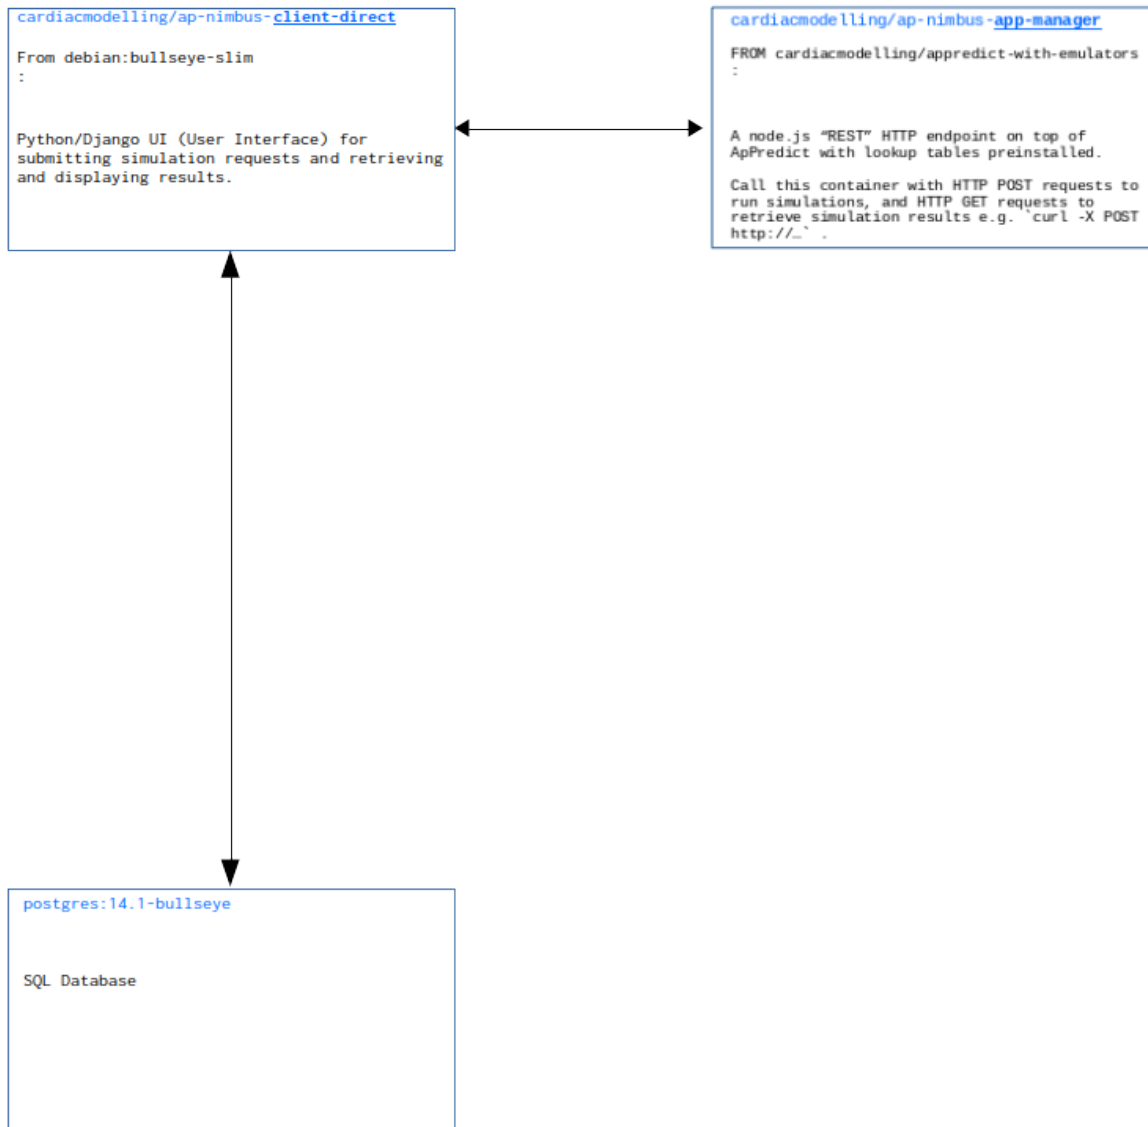 cardiacmodelling/ap-nimbus-client-direct
From debian:bullseye-slim
:
Python/Django UI (User Interface) for
submitting simulation requests and retrieving
and displaying results.
cardiacmodelling/ap-nimbus-app-manager
FROM cardiacmodelling/appredict-with-emulators
:
A node.js “REST” HTTP endpoint on top of
ApPredict with lookup tables preinstalled.
Call this container with HTTP POST requests to
run simulations, and HTTP GET requests to
retrieve simulation results e.g. `curl -X POST
http://…` .
postgres:14.1-bullseye
SQL Database